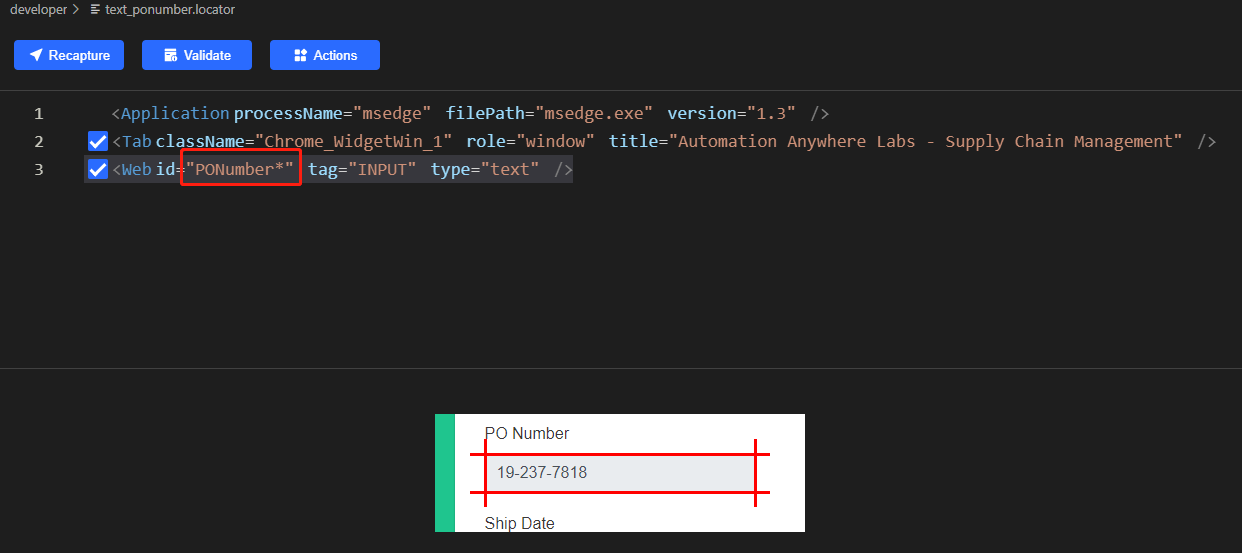 developer > text_ponumber.locator
Recapture Validate Actions
1 <Application processName="msedge" filePath="msedge.exe" version="1.3" />
2 <Tab className="Chrome_WidgetWin_1" role="window" title="Automation Anywhere Labs - Supply Chain Management" />
3 <Web id="PONumber*" tag="INPUT" type="text" />
PO Number
19-237-7818
Ship Date